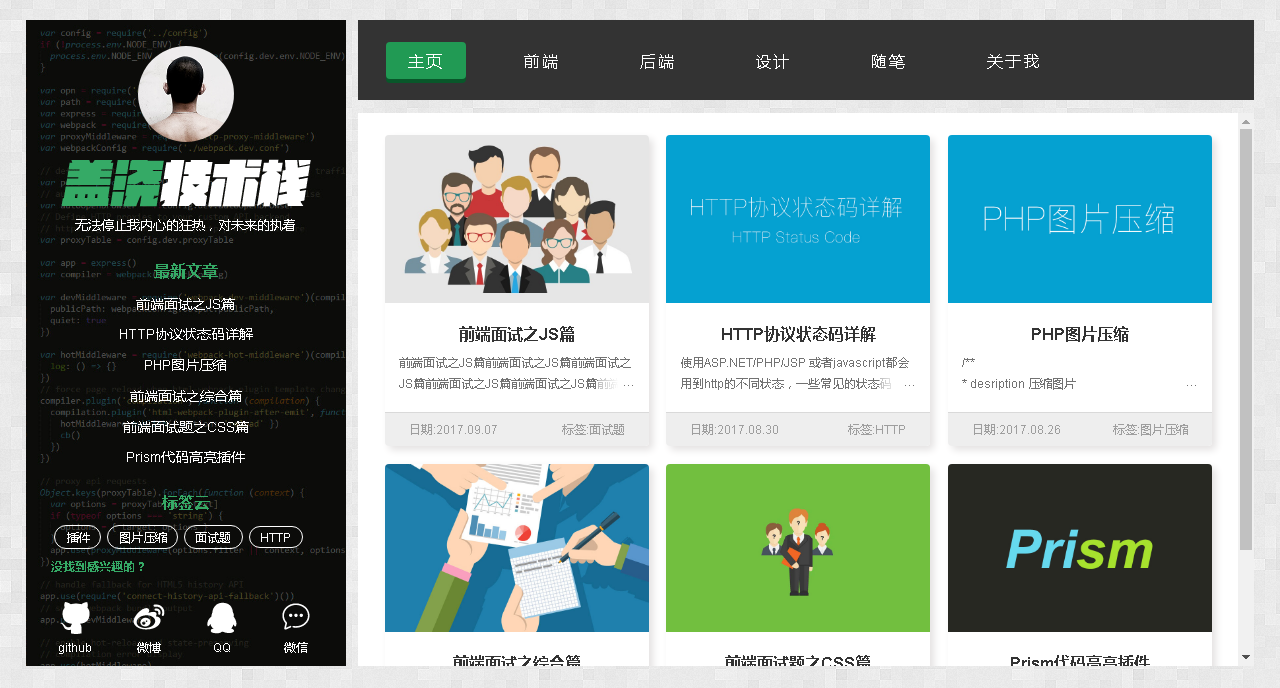 盖浇技术栈
无法停止我内心的狂热，对未来的执着
最新文章
前端面试之JS篇
HTTP协议状态码详解
PHP图片压缩
前端面试之综合篇
前端面试题之CSS篇
Prism代码高亮插件
标签云
插件 图片压缩 面试题 HTTP
没找到感兴趣的？
github 微博 QQ 微信
主页 前端 后端 设计 随笔 关于我
前端面试之JS篇
前端面试之JS篇前端面试之JS篇前端面试之
JS篇前端面试之JS篇前端面试之JS篇前 ...
日期:2017.09.07 标签:面试题
HTTP协议状态码详解
HTTP Status Code
HTTP协议状态码详解
使用ASP.NET/PHP/JSP 或者javascript都会
用到http的不同状态，一些常见的状态码 ...
日期:2017.08.30 标签:HTTP
PHP图片压缩
PHP图片压缩
/**
* desription 压缩图片 ...
日期:2017.08.26 标签:图片压缩
前端面试之综合篇
前端面试题之CSS篇
Prism
Prism代码高亮插件